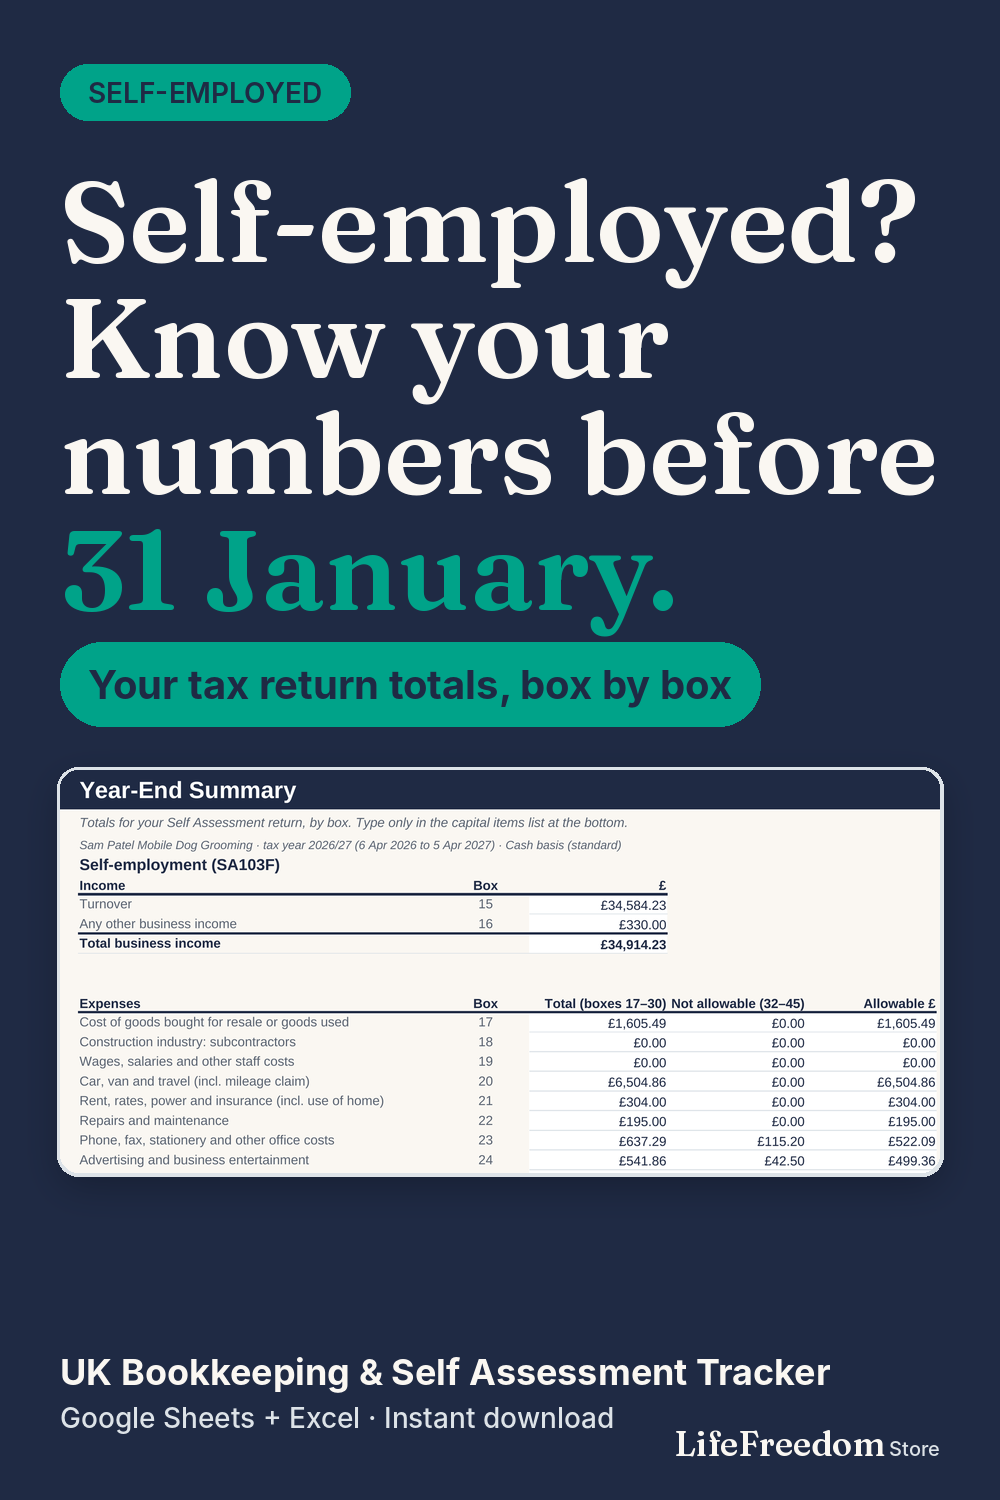 SELF-EMPLOYED
Self-employed?
Know your
numbers before
31 January.
Your tax return totals, box by box
Year-End Summary
Totals for your Self Assessment return, by box. Type only in the capital items list at the bottom.
Sam Patel Mobile Dog Grooming · tax year 2026/27 (6 Apr 2026 to 5 Apr 2027) · Cash basis (standard)
Self-employment (SA103F)
Income Box £
Turnover 15 £34,584.23
Any other business income 16 £330.00
Total business income £34,914.23
Expenses Box Total (boxes 17–30) Not allowable (32–45) Allowable £
Cost of goods bought for resale or goods used 17 £1,605.49 £0.00 £1,605.49
Construction industry: subcontractors 18 £0.00 £0.00 £0.00
Wages, salaries and other staff costs 19 £0.00 £0.00 £0.00
Car, van and travel (incl. mileage claim) 20 £6,504.86 £0.00 £6,504.86
Rent, rates, power and insurance (incl. use of home) 21 £304.00 £0.00 £304.00
Repairs and maintenance 22 £195.00 £0.00 £195.00
Phone, fax, stationery and other office costs 23 £637.29 £115.20 £522.09
Advertising and business entertainment 24 £541.86 £42.50 £499.36
UK Bookkeeping & Self Assessment Tracker
Google Sheets + Excel · Instant download
LifeFreedom Store